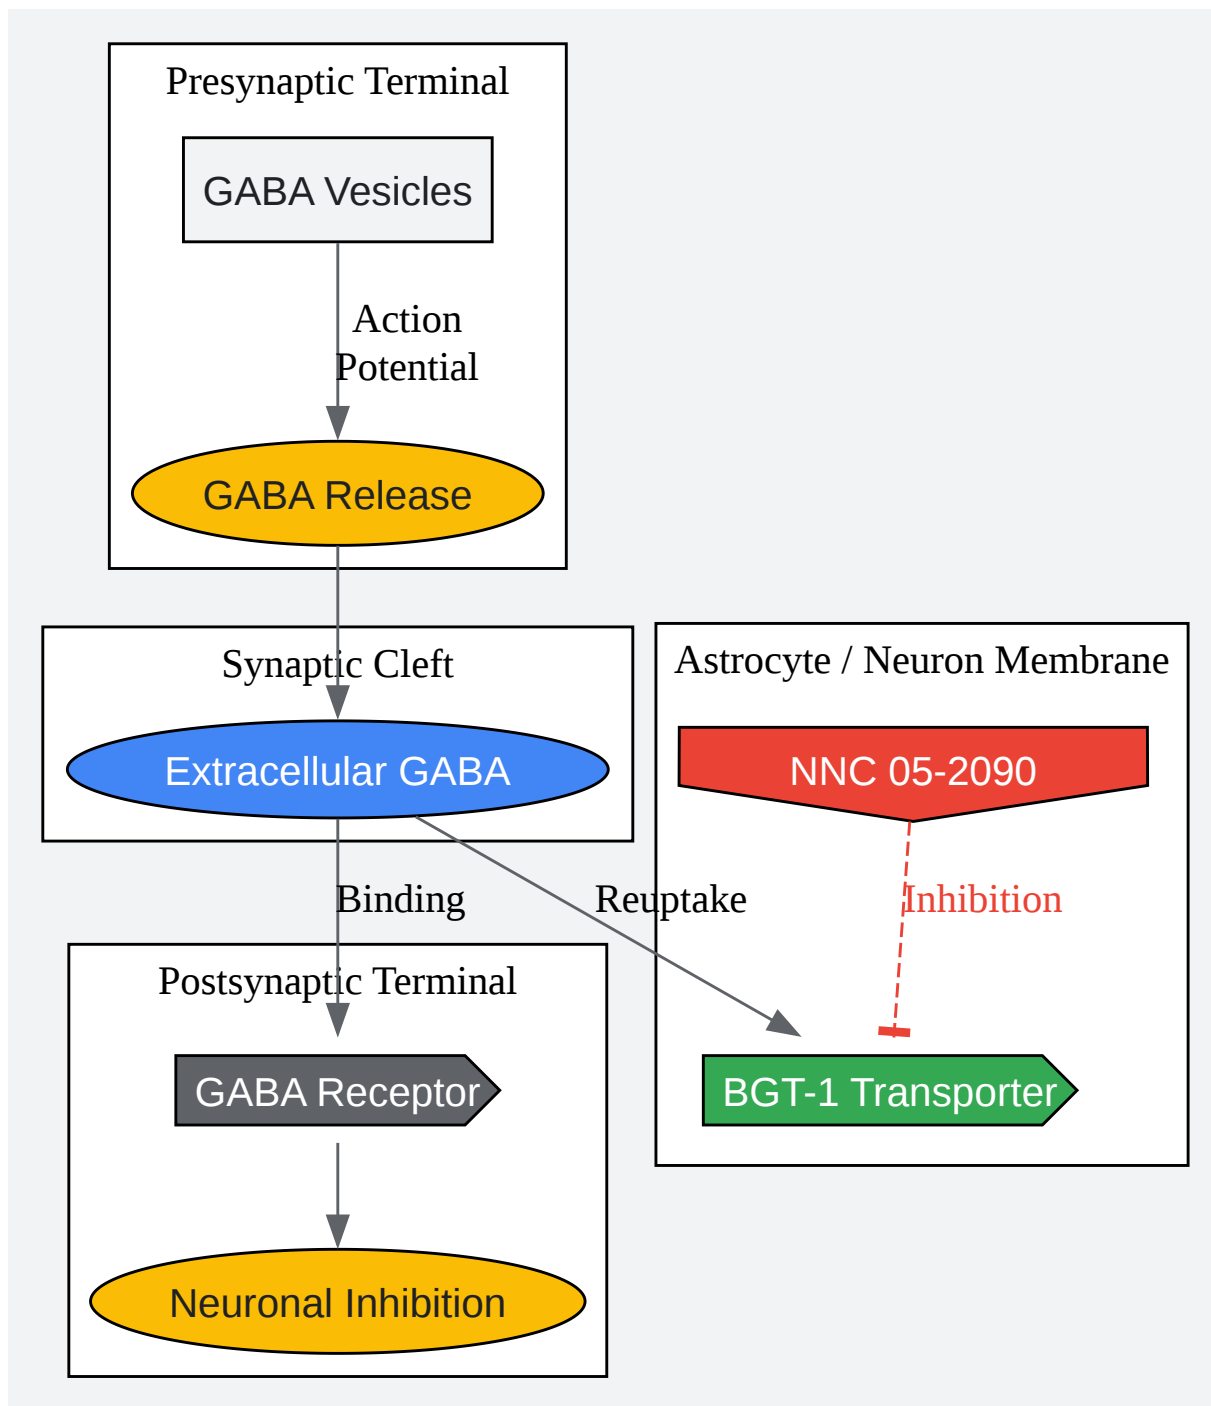 Presynaptic Terminal
GABA Vesicles
Action
Potential
GABA Release
Synaptic Cleft
Extracellular GABA
Astrocyte / Neuron Membrane
NNC 05-2090
Binding
Reuptake
Inhibition
Postsynaptic Terminal
GABA Receptor
BGT-1 Transporter
Neuronal Inhibition